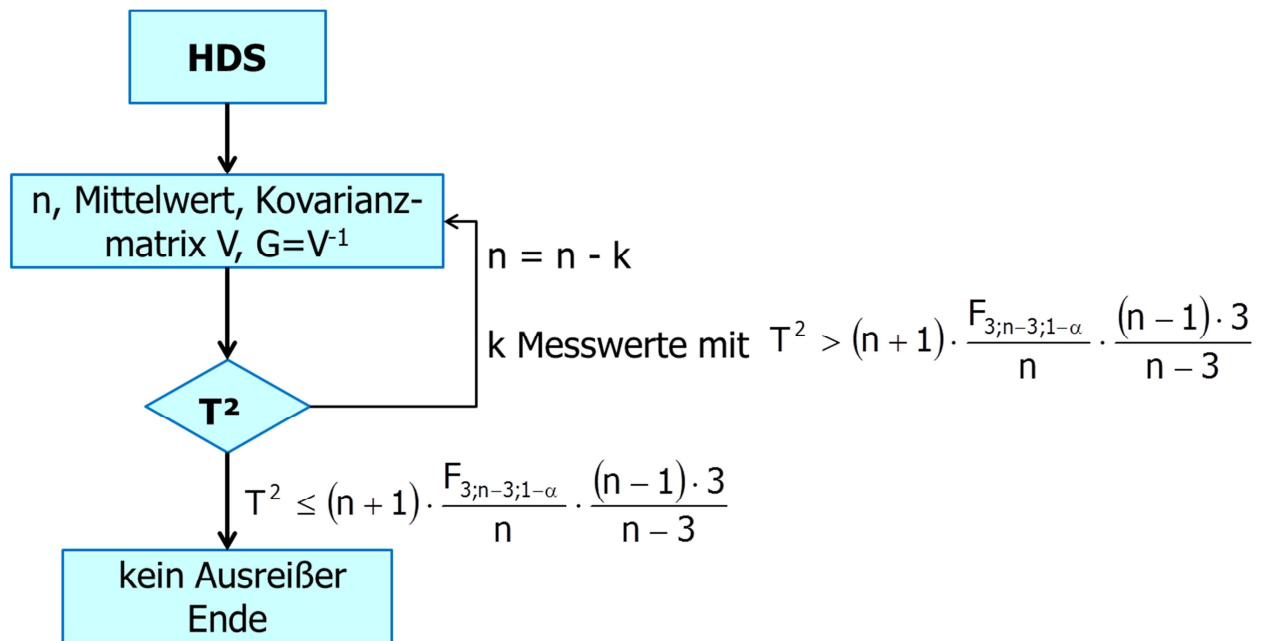 HDS
n, Mittelwert, Kovarianz-
matrix V, G=V⁻¹
n = n - k
k Messwerte mit T² > (n + 1) · F₃;ₙ₋₃;₁₋α / n · (n − 1) · 3 / n − 3
T²
T² ≤ (n + 1) · F₃;ₙ₋₃;₁₋α / n · (n − 1) · 3 / n − 3
kein Ausreißer
Ende